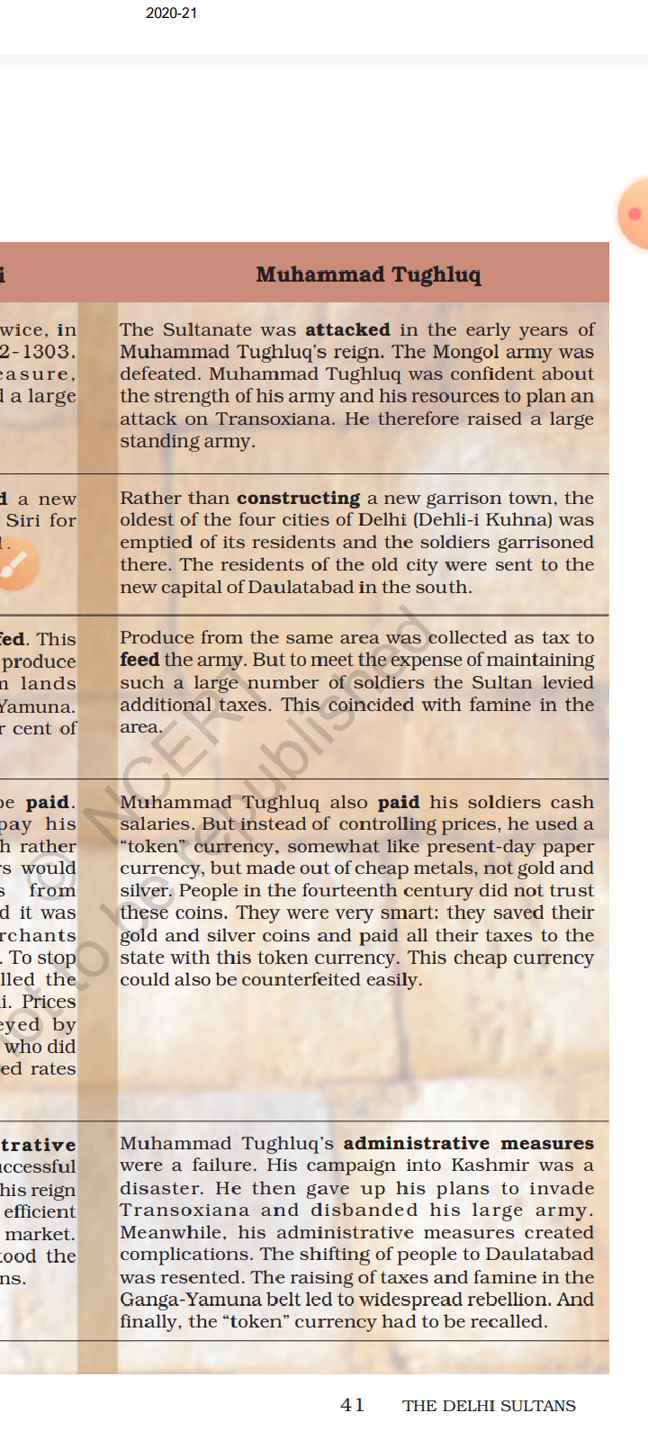 2020-21
i
Muhammad Tughluq
wice, in
2-1303.
easure,
d a large
The Sultanate was attacked in the early years of
Muhammad Tughluq's reign. The Mongol army was
defeated. Muhammad Tughluq was confident about
the strength of his army and his resources to plan an
attack on Transoxiana. He therefore raised a large
standing army.
d a new
Siri for
Rather than constructing a new garrison town, the
oldest of the four cities of Delhi (Dehli-i Kuhna) was
emptied of its residents and the soldiers garrisoned
there. The residents of the old city were sent to the
new capital of Daulatabad in the south.
fed. This
produce
n lands
Yamuna.
r cent of
Produce from the same area was collected as tax to
feed the army. But to meet the expense of maintaining
such a large number of soldiers the Sultan levied
additional taxes. This coincided with famine in the
area.
be paid.
pay his
h rather
rs would
s from
d it was
rchants
. To stop
lled the
i. Prices
eyed by
who did
ed rates
Muhammad Tughluq also paid his soldiers cash
salaries. But instead of controlling prices, he used a
“token” currency, somewhat like present-day paper
currency, but made out of cheap metals, not gold and
silver. People in the fourteenth century did not trust
these coins. They were very smart: they saved their
gold and silver coins and paid all their taxes to the
state with this token currency. This cheap currency
could also be counterfeited easily.
trative
uccessful
his reign
efficient
market.
tood the
ns.
Muhammad Tughluq's administrative measures
were a failure. His campaign into Kashmir was a
disaster. He then gave up his plans to invade
Transoxiana and disbanded his large army.
Meanwhile, his administrative measures created
complications. The shifting of people to Daulatabad
was resented. The raising of taxes and famine in the
Ganga-Yamuna belt led to widespread rebellion. And
finally, the “token” currency had to be recalled.
© NCERT
not to be republished
41 THE DELHI SULTANS